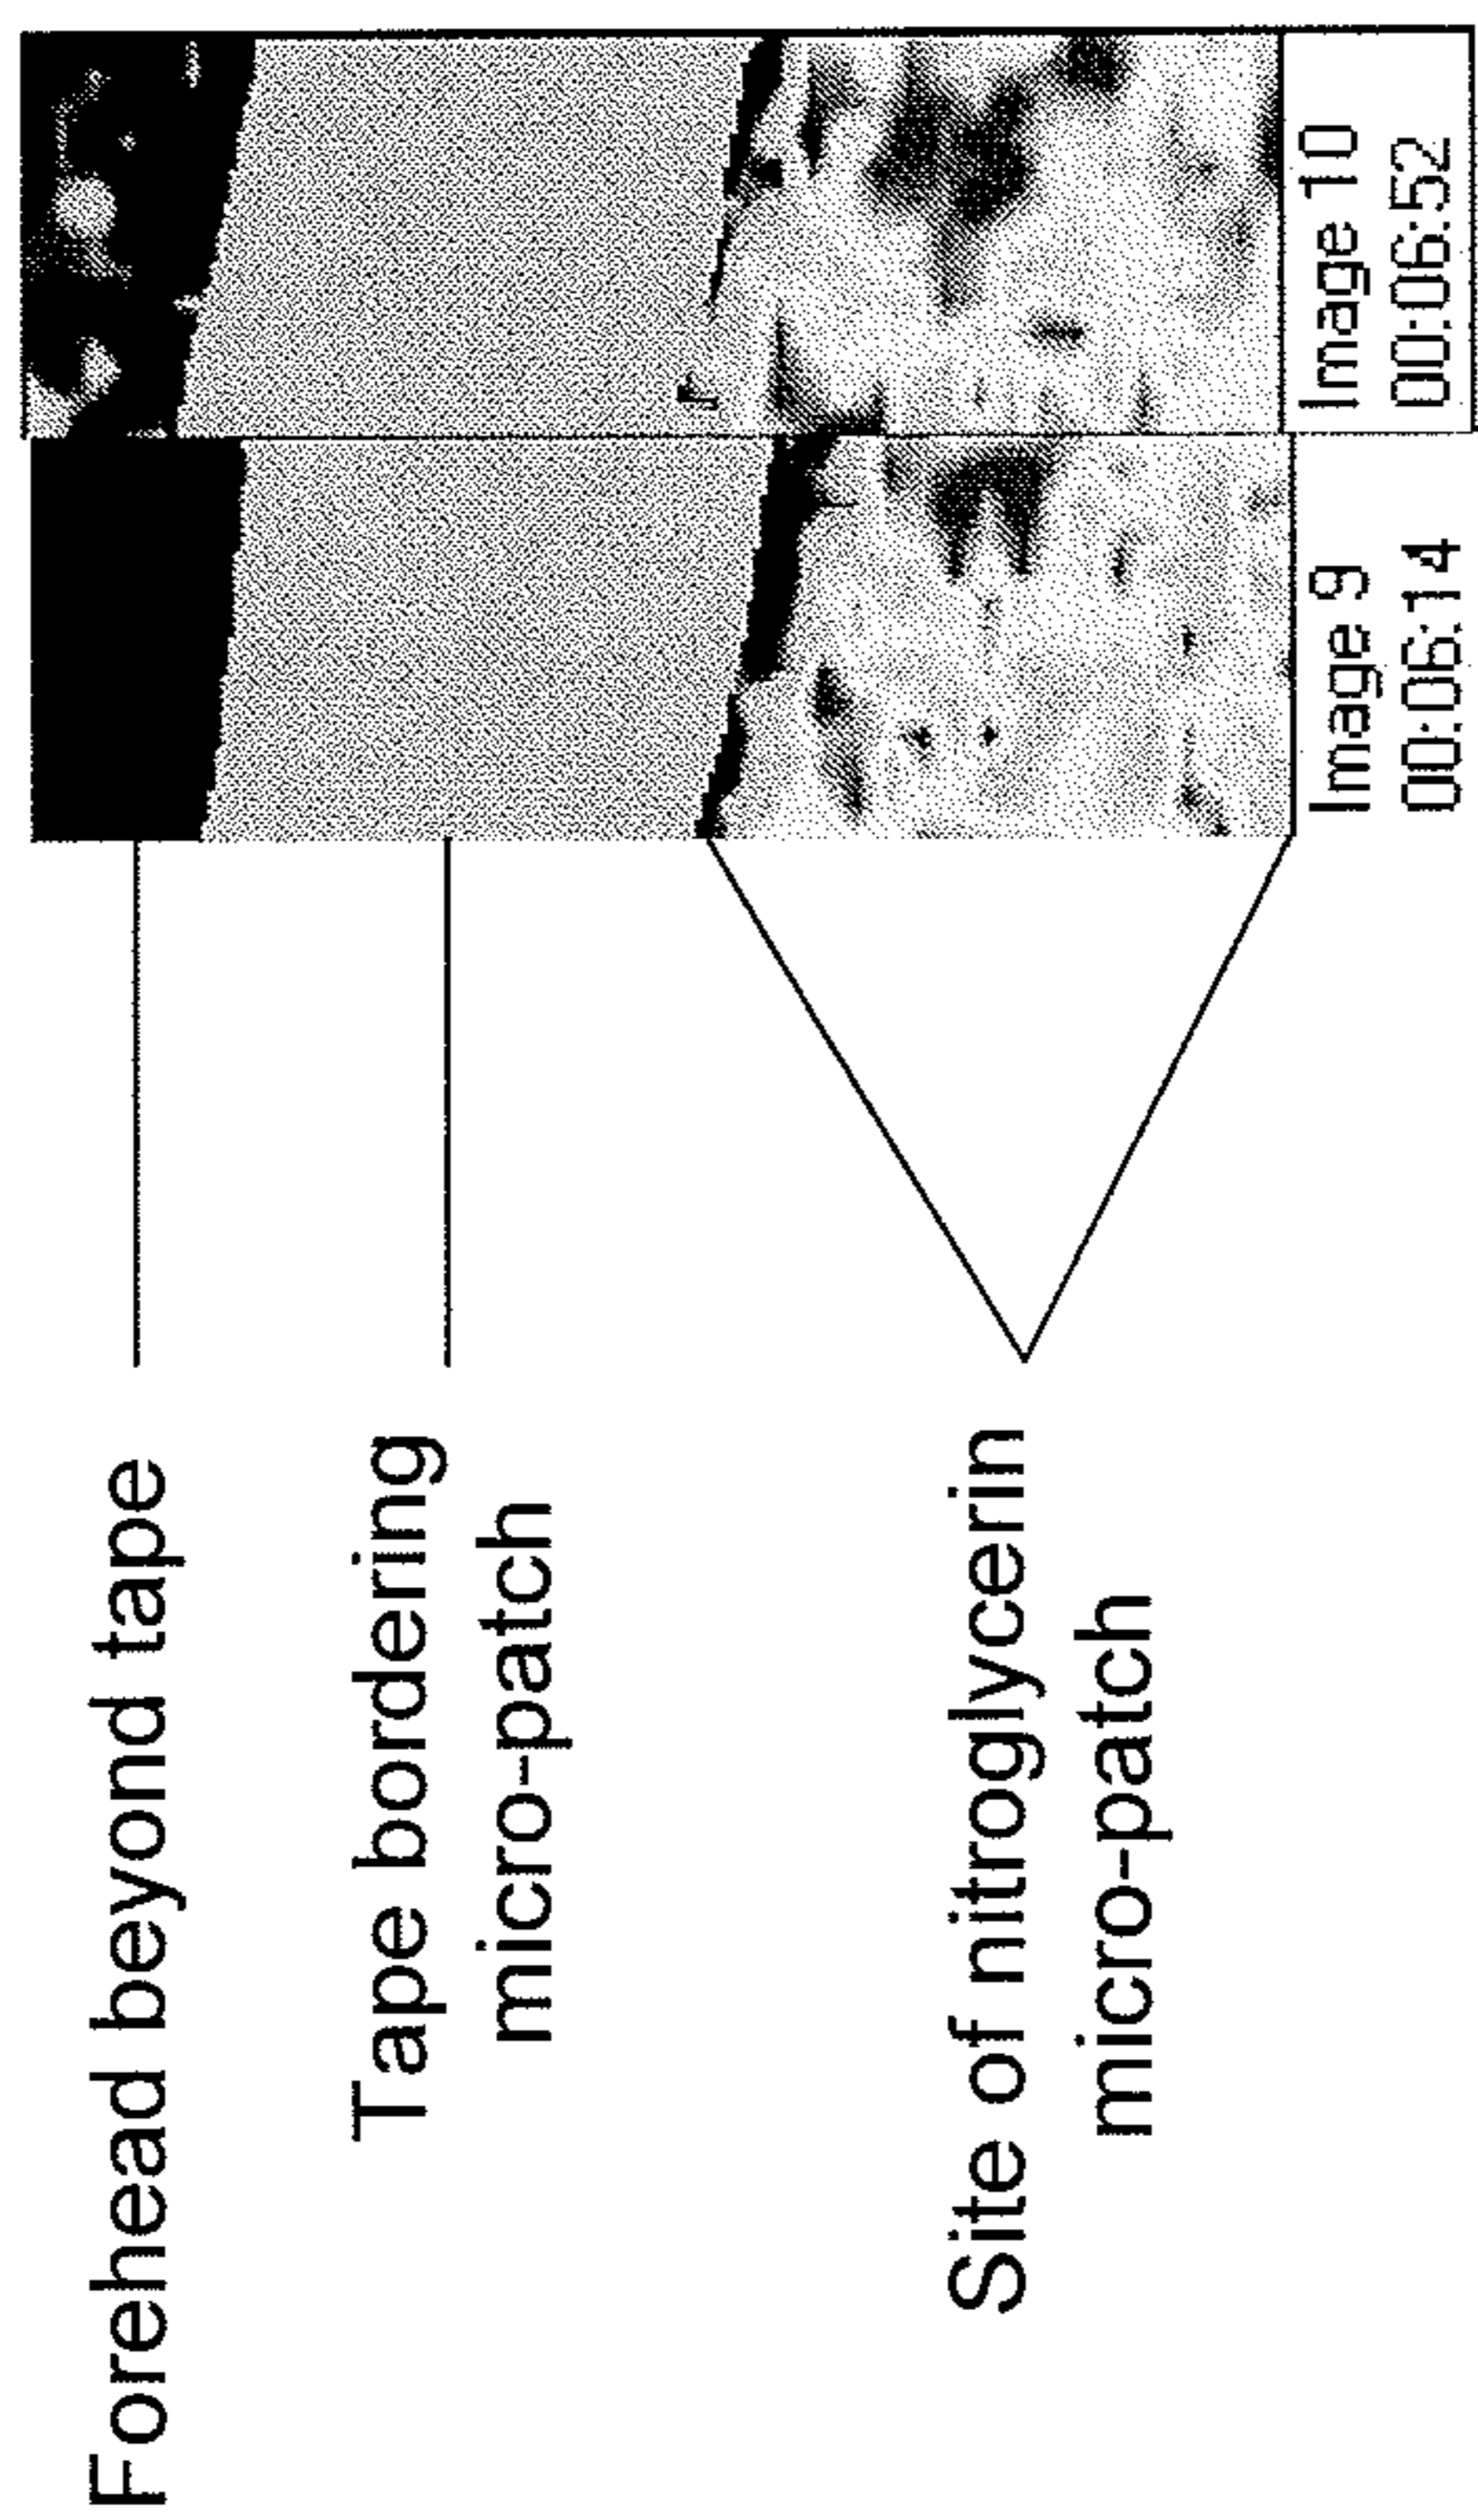 Forehead beyond tape
Tape bordering
micro-patch
Site of nitroglycerin
micro-patch
Image 9
00:06:14
Image 10
00:06:52